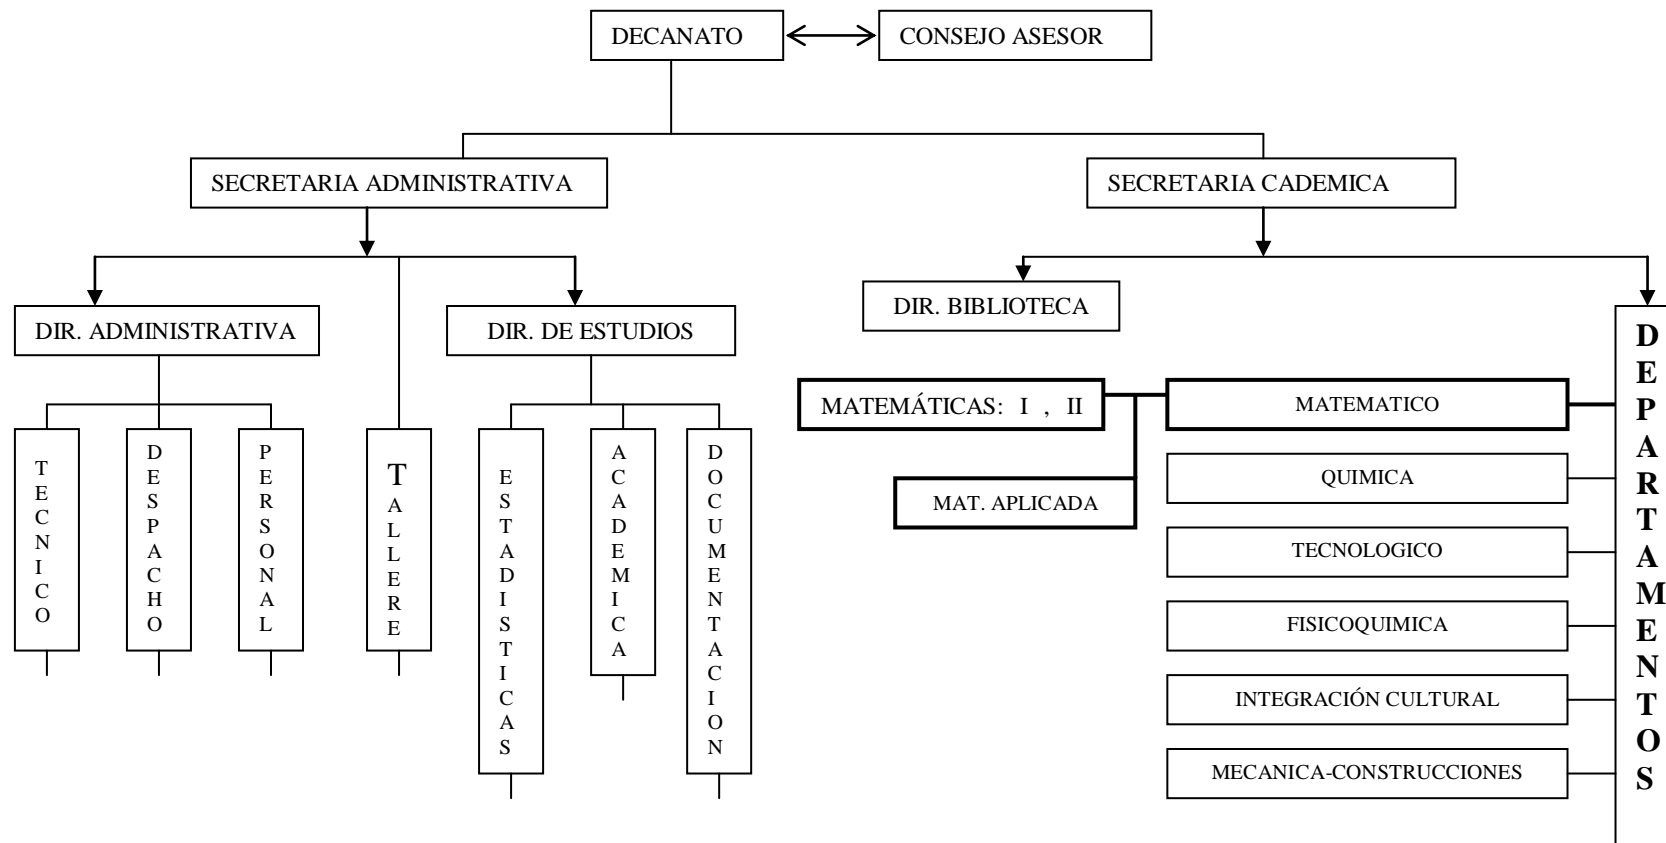 DECANATO
CONSEJO ASESOR
SECRETARIA ADMINISTRATIVA
SECRETARIA CADEMICA
DIR. ADMINISTRATIVA
DIR. DE ESTUDIOS
DIR. BIBLIOTECA
TECNICO
DESPACHO
PERSONAL
TALLERE
ESTADISTICAS
ACADEMICA
DOCUMENTACION
MATEMÁTICAS: I , II
MATEMATICO
MAT. APLICADA
QUIMICA
TECNOLOGICO
FISICOQUIMICA
INTEGRACIÓN CULTURAL
MECANICA-CONSTRUCCIONES
DEPARTAMENTOS